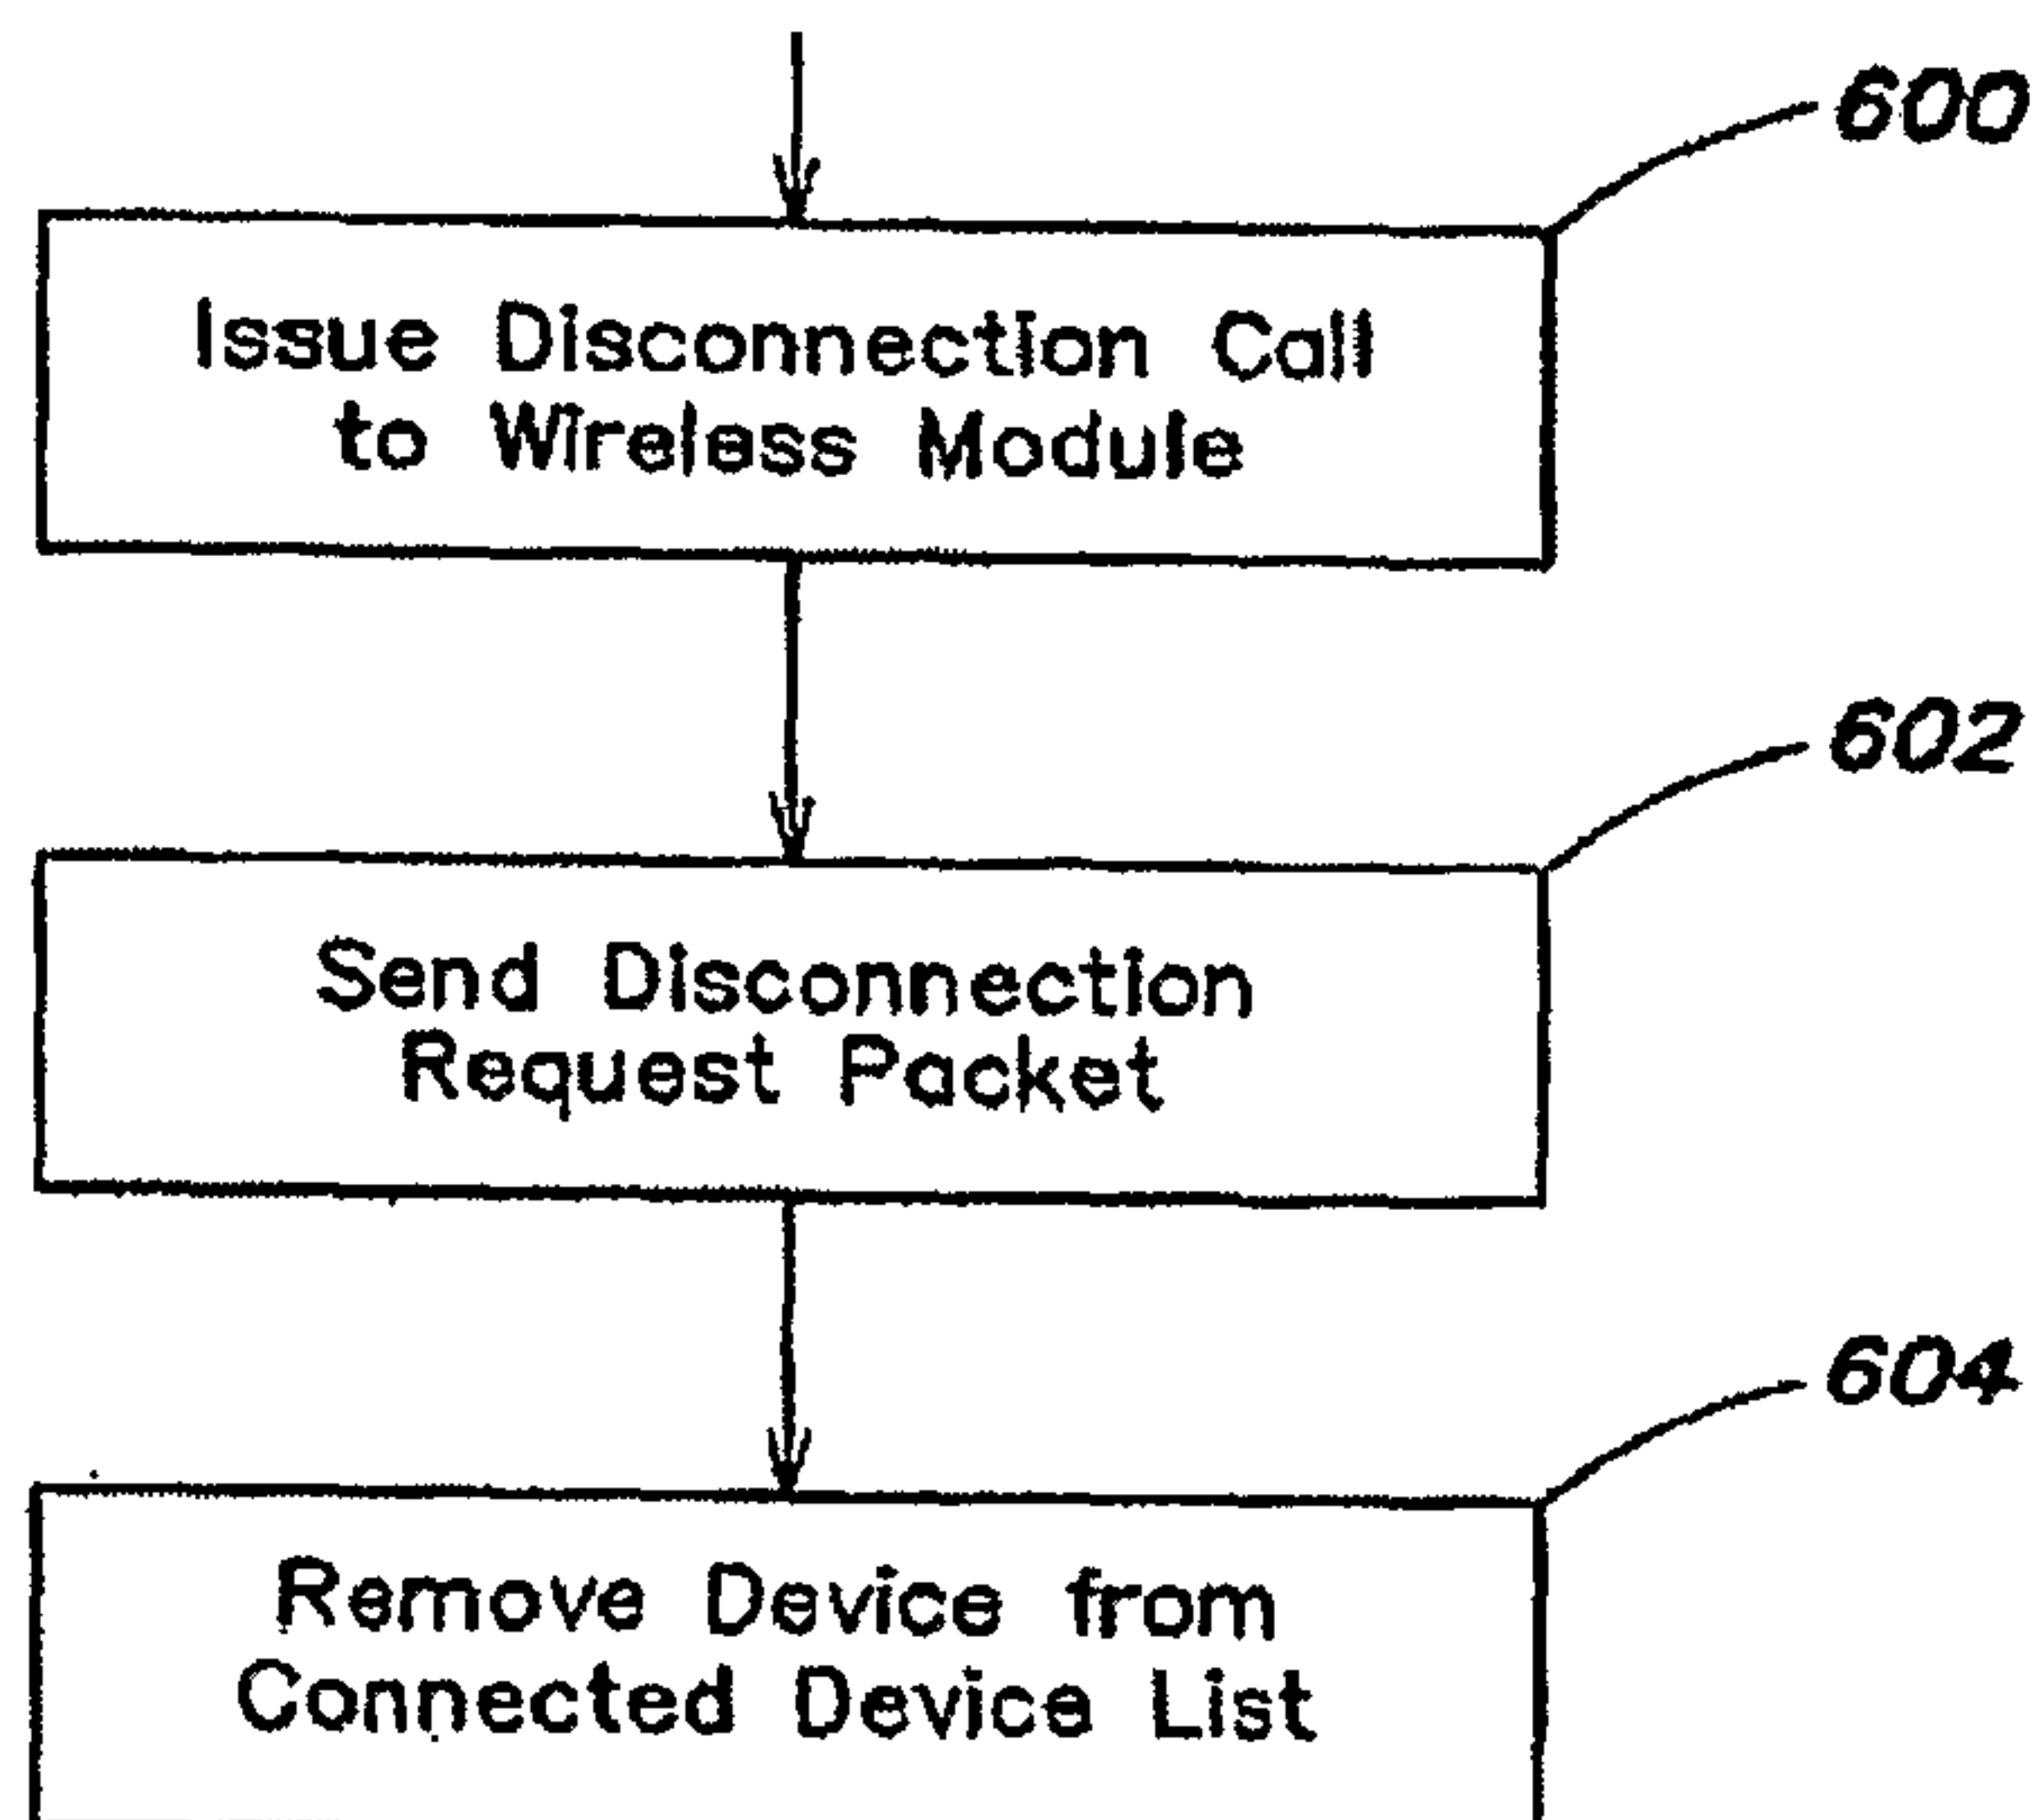 600
Issue Disconnection Call
to Wireless Module
602
Send Disconnection
Request Packet
604
Remove Device from
Connected Device List